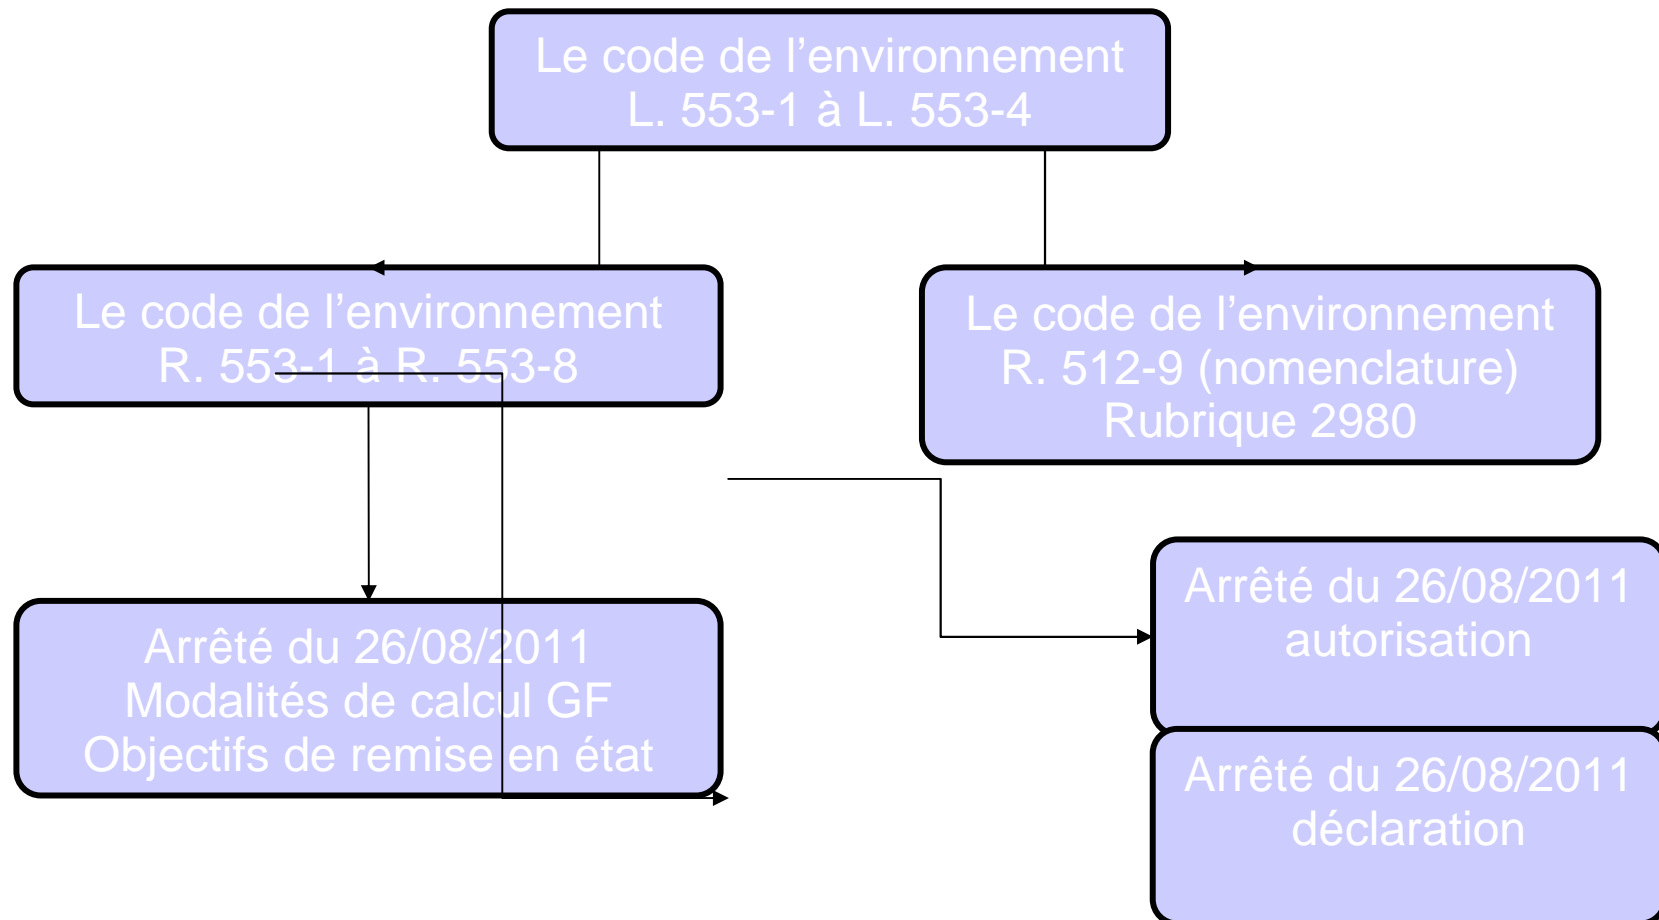 Le code de l’environnement
L. 553-1 à L. 553-4
Le code de l’environnement
R. 553-1 à R. 553-8
Le code de l’environnement
R. 512-9 (nomenclature)
Rubrique 2980
Arrêté du 26/08/2011
Modalités de calcul GF
Objectifs de remise en état
Arrêté du 26/08/2011
autorisation
Arrêté du 26/08/2011
déclaration